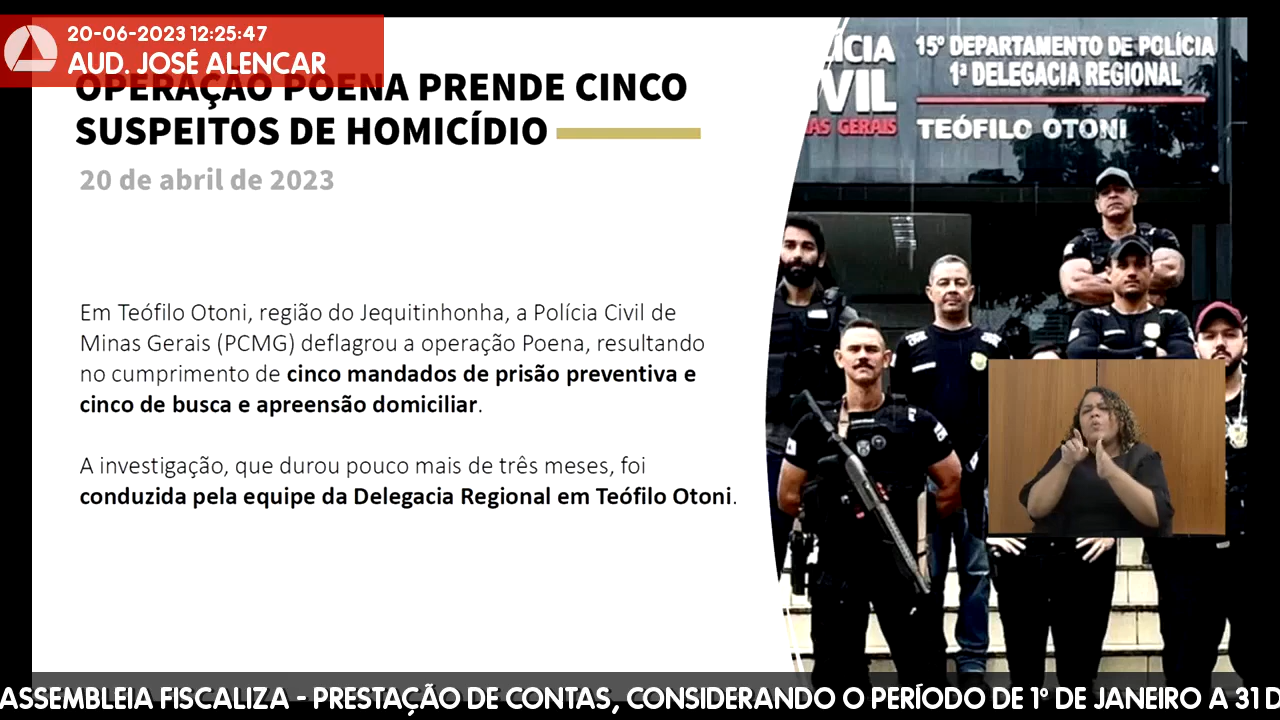 20-06-2023 12:25:47
AUD. JOSÉ ALENCAR
OPERAÇÃO POENA PRENDE CINCO
SUSPEITOS DE HOMICÍDIO
20 de abril de 2023
Em Teófilo Otoni, região do Jequitinhonha, a Polícia Civil de
Minas Gerais (PCMG) deflagrou a operação Poena, resultando
no cumprimento de cinco mandados de prisão preventiva e
cinco de busca e apreensão domiciliar.
A investigação, que durou pouco mais de três meses, foi
conduzida pela equipe da Delegacia Regional em Teófilo Otoni.
ÍCIA
VIL
AS GERAIS
15º DEPARTAMENTO DE POLÍCIA
1ª DELEGACIA REGIONAL
TEÓFILO OTONI
ASSEMBLEIA FISCALIZA - PRESTAÇÃO DE CONTAS, CONSIDERANDO O PERÍODO DE 1º DE JANEIRO A 31 D